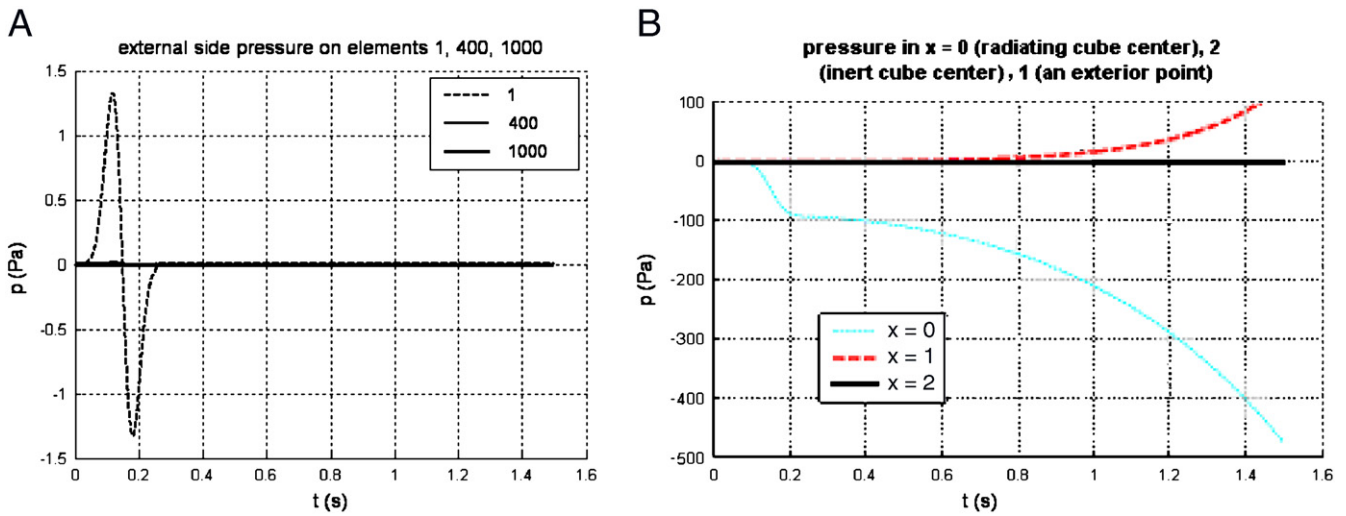 A
external side pressure on elements 1, 400, 1000
1.5
1
0.5
0
-0.5
-1
-1.5
p (Pa)
0
0.2
0.4
0.6
0.8
1
1.2
1.4
1.6
t (s)
1
400
1000
B
pressure in x = 0 (radiating cube center), 2
(inert cube center) , 1 (an exterior point)
100
0
-100
-200
-300
-400
-500
p (Pa)
0
0.2
0.4
0.6
0.8
1
1.2
1.4
1.6
t (s)
x = 0
x = 1
x = 2